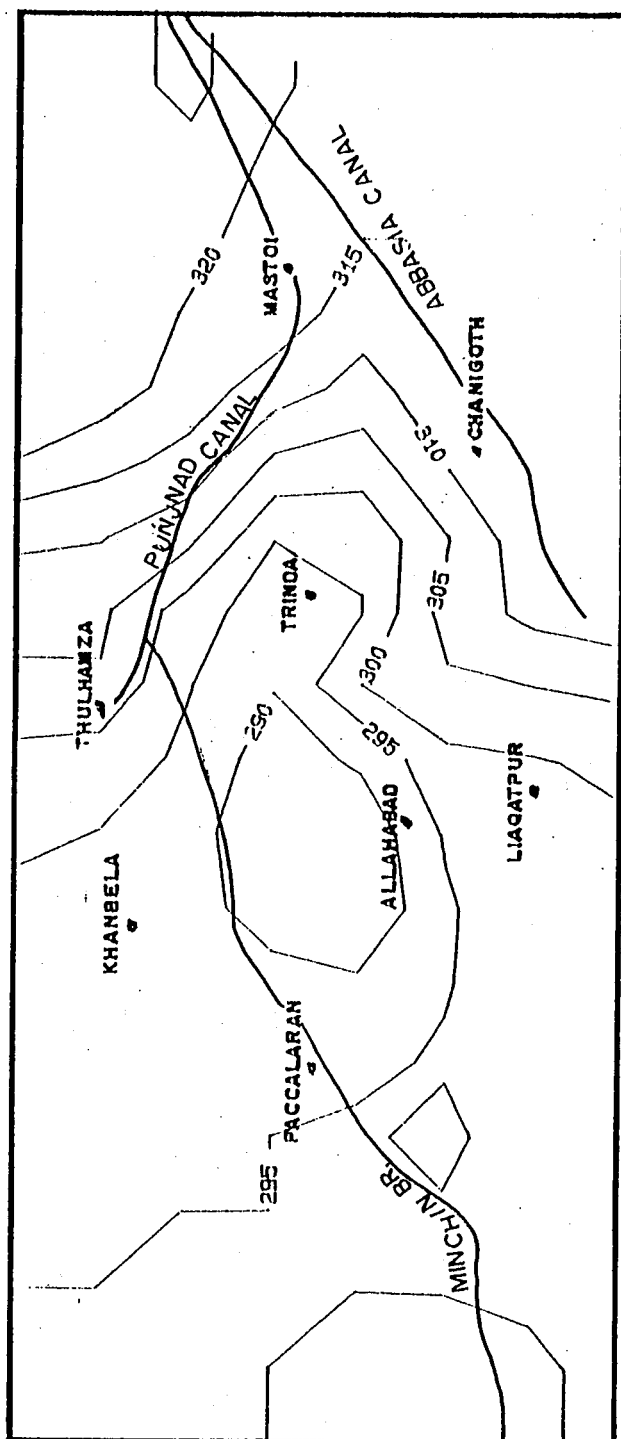 320
MASTOI
315
ABBASIA CANAL
PUNJNAD CANAL
CHANIGOTH
310
305
TRINDA
300
THULHAMZA
290
295
ALLAHABAD
LIAQATPUR
KHANBELA
PACCALARAN
295
MINCHIN BR.